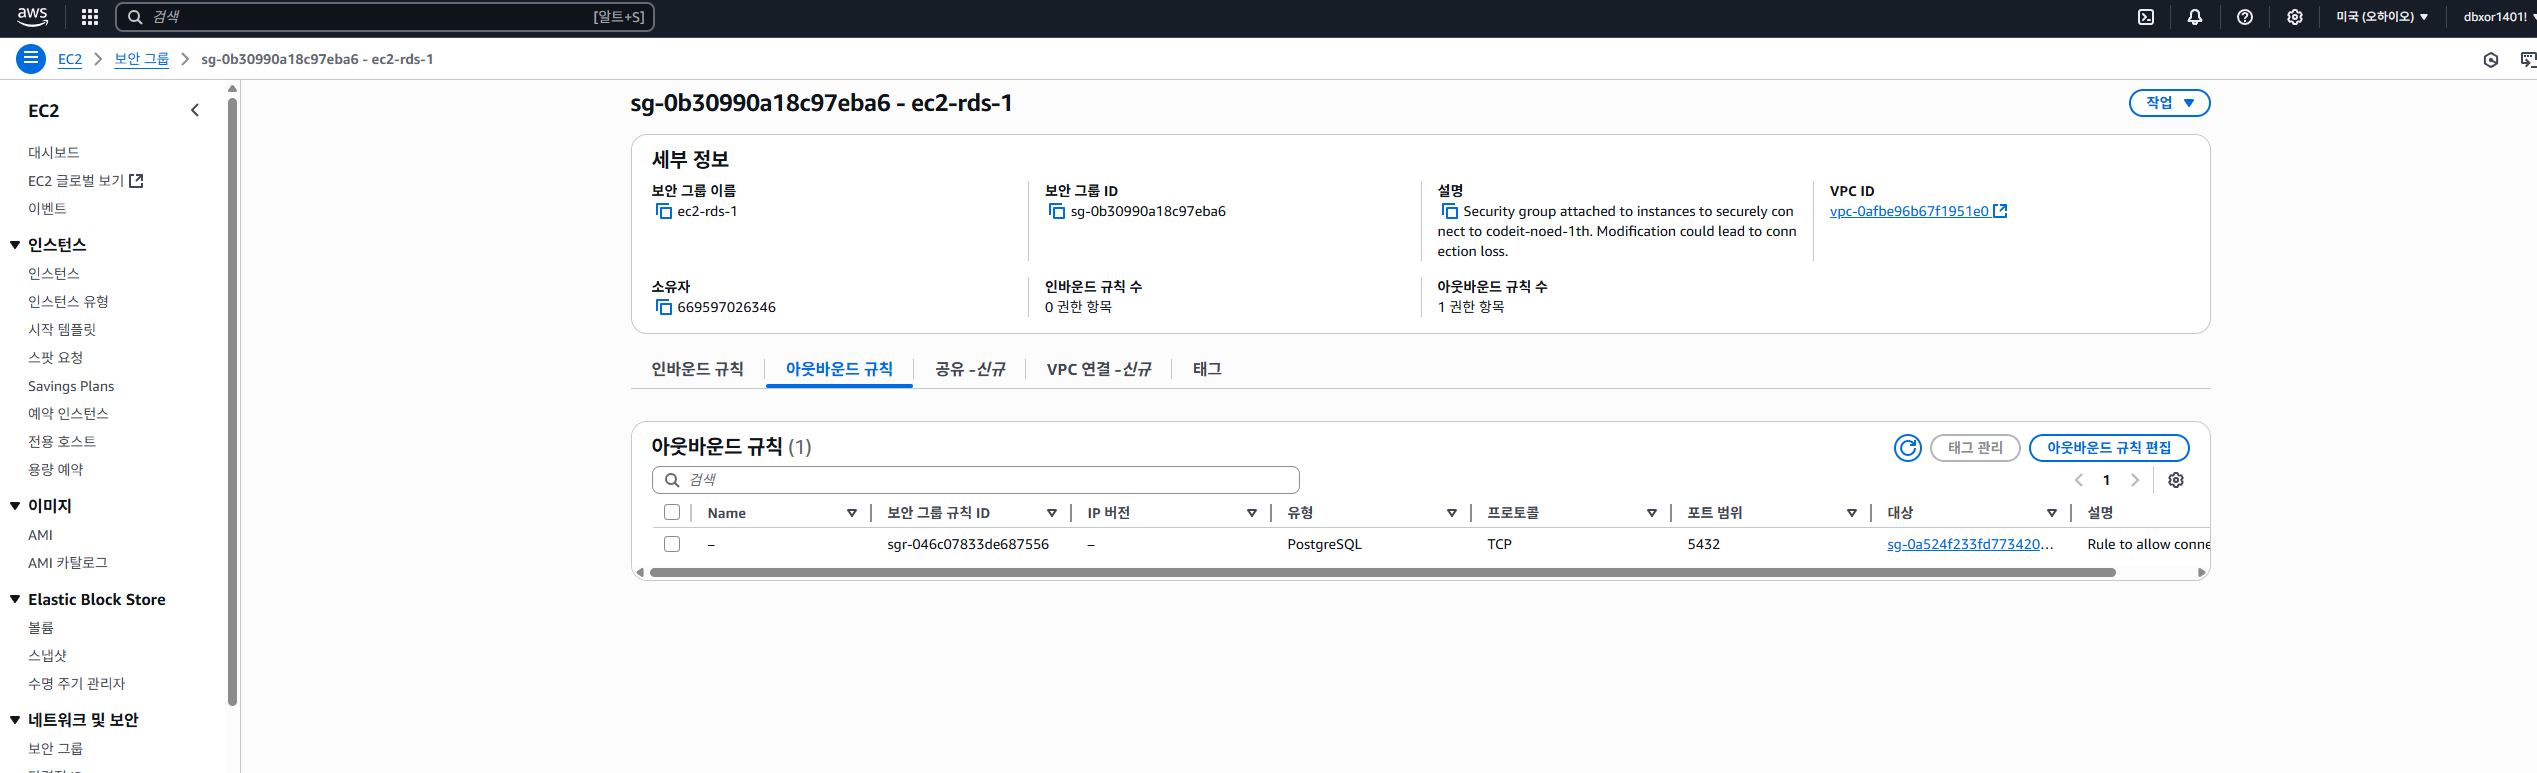 aws
검색
[알트+S]
미국 (오하이오)
dbxor1401!
EC2
보안 그룹
sg-0b30990a18c97eba6 - ec2-rds-1
EC2
대시보드
EC2 글로벌 보기
이벤트
인스턴스
인스턴스
인스턴스 유형
시작 템플릿
스팟 요청
Savings Plans
예약 인스턴스
전용 호스트
용량 예약
이미지
AMI
AMI 카탈로그
Elastic Block Store
볼륨
스냅샷
수명 주기 관리자
네트워크 및 보안
보안 그룹
sg-0b30990a18c97eba6 - ec2-rds-1
작업
세부 정보
보안 그룹 이름
ec2-rds-1
보안 그룹 ID
sg-0b30990a18c97eba6
설명
Security group attached to instances to securely con
nect to codeit-noed-1th. Modification could lead to conn
ection loss.
VPC ID
vpc-0afbe96b67f1951e0
소유자
669597026346
인바운드 규칙 수
0 권한 항목
아웃바운드 규칙 수
1 권한 항목
인바운드 규칙
아웃바운드 규칙
공유 -신규
VPC 연결 -신규
태그
아웃바운드 규칙 (1)
태그 관리
아웃바운드 규칙 편집
검색
1
Name
보안 그룹 규칙 ID
IP 버전
유형
프로토콜
포트 범위
대상
설명
–
sgr-046c07833de687556
–
PostgreSQL
TCP
5432
sg-0a524f233fd773420...
Rule to allow conne